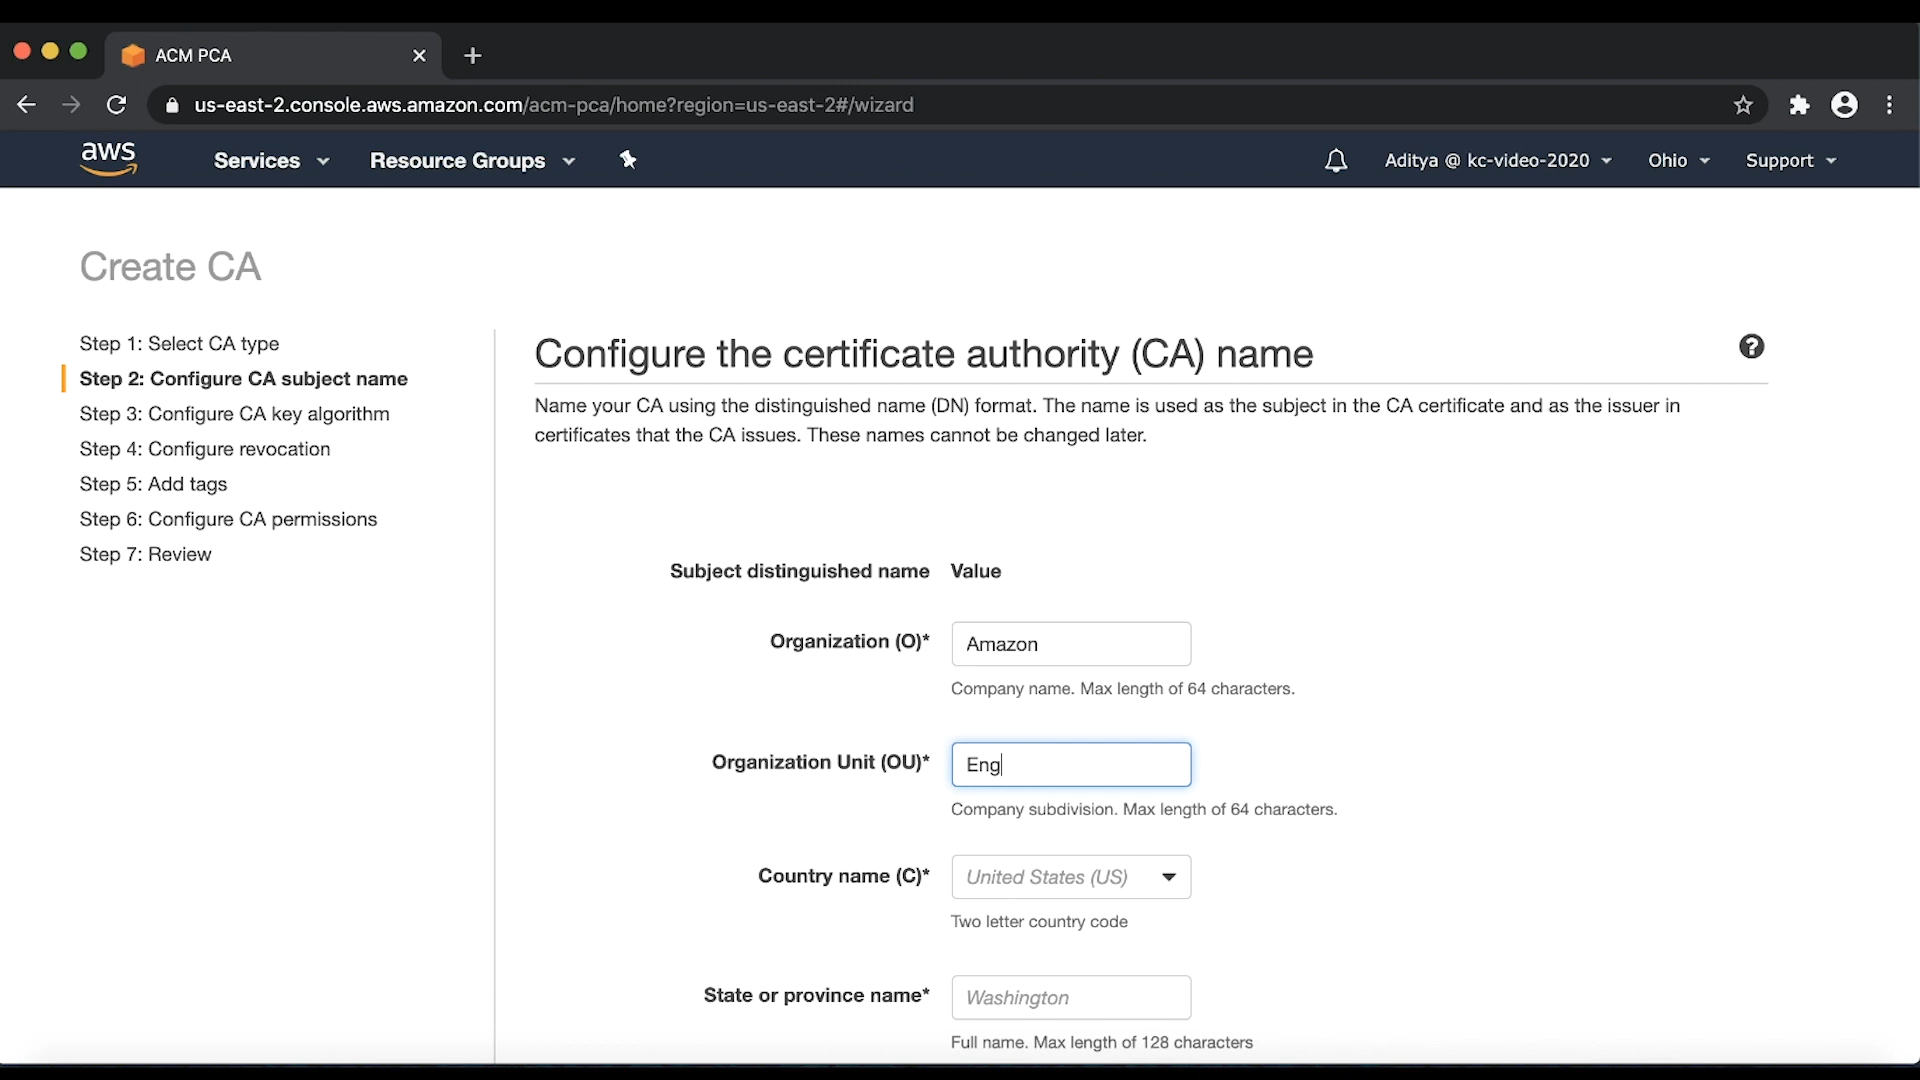 ACM PCA
us-east-2.console.aws.amazon.com/acm-pca/home?region=us-east-2#/wizard
aws Services Resource Groups Aditya @ kc-video-2020 Ohio Support
Create CA
Step 1: Select CA type
Step 2: Configure CA subject name
Step 3: Configure CA key algorithm
Step 4: Configure revocation
Step 5: Add tags
Step 6: Configure CA permissions
Step 7: Review
Configure the certificate authority (CA) name
?
Name your CA using the distinguished name (DN) format. The name is used as the subject in the CA certificate and as the issuer in
certificates that the CA issues. These names cannot be changed later.
Subject distinguished name Value
Organization (O)* Amazon
Company name. Max length of 64 characters.
Organization Unit (OU)* Eng
Company subdivision. Max length of 64 characters.
Country name (C)* United States (US)
Two letter country code
State or province name* Washington
Full name. Max length of 128 characters